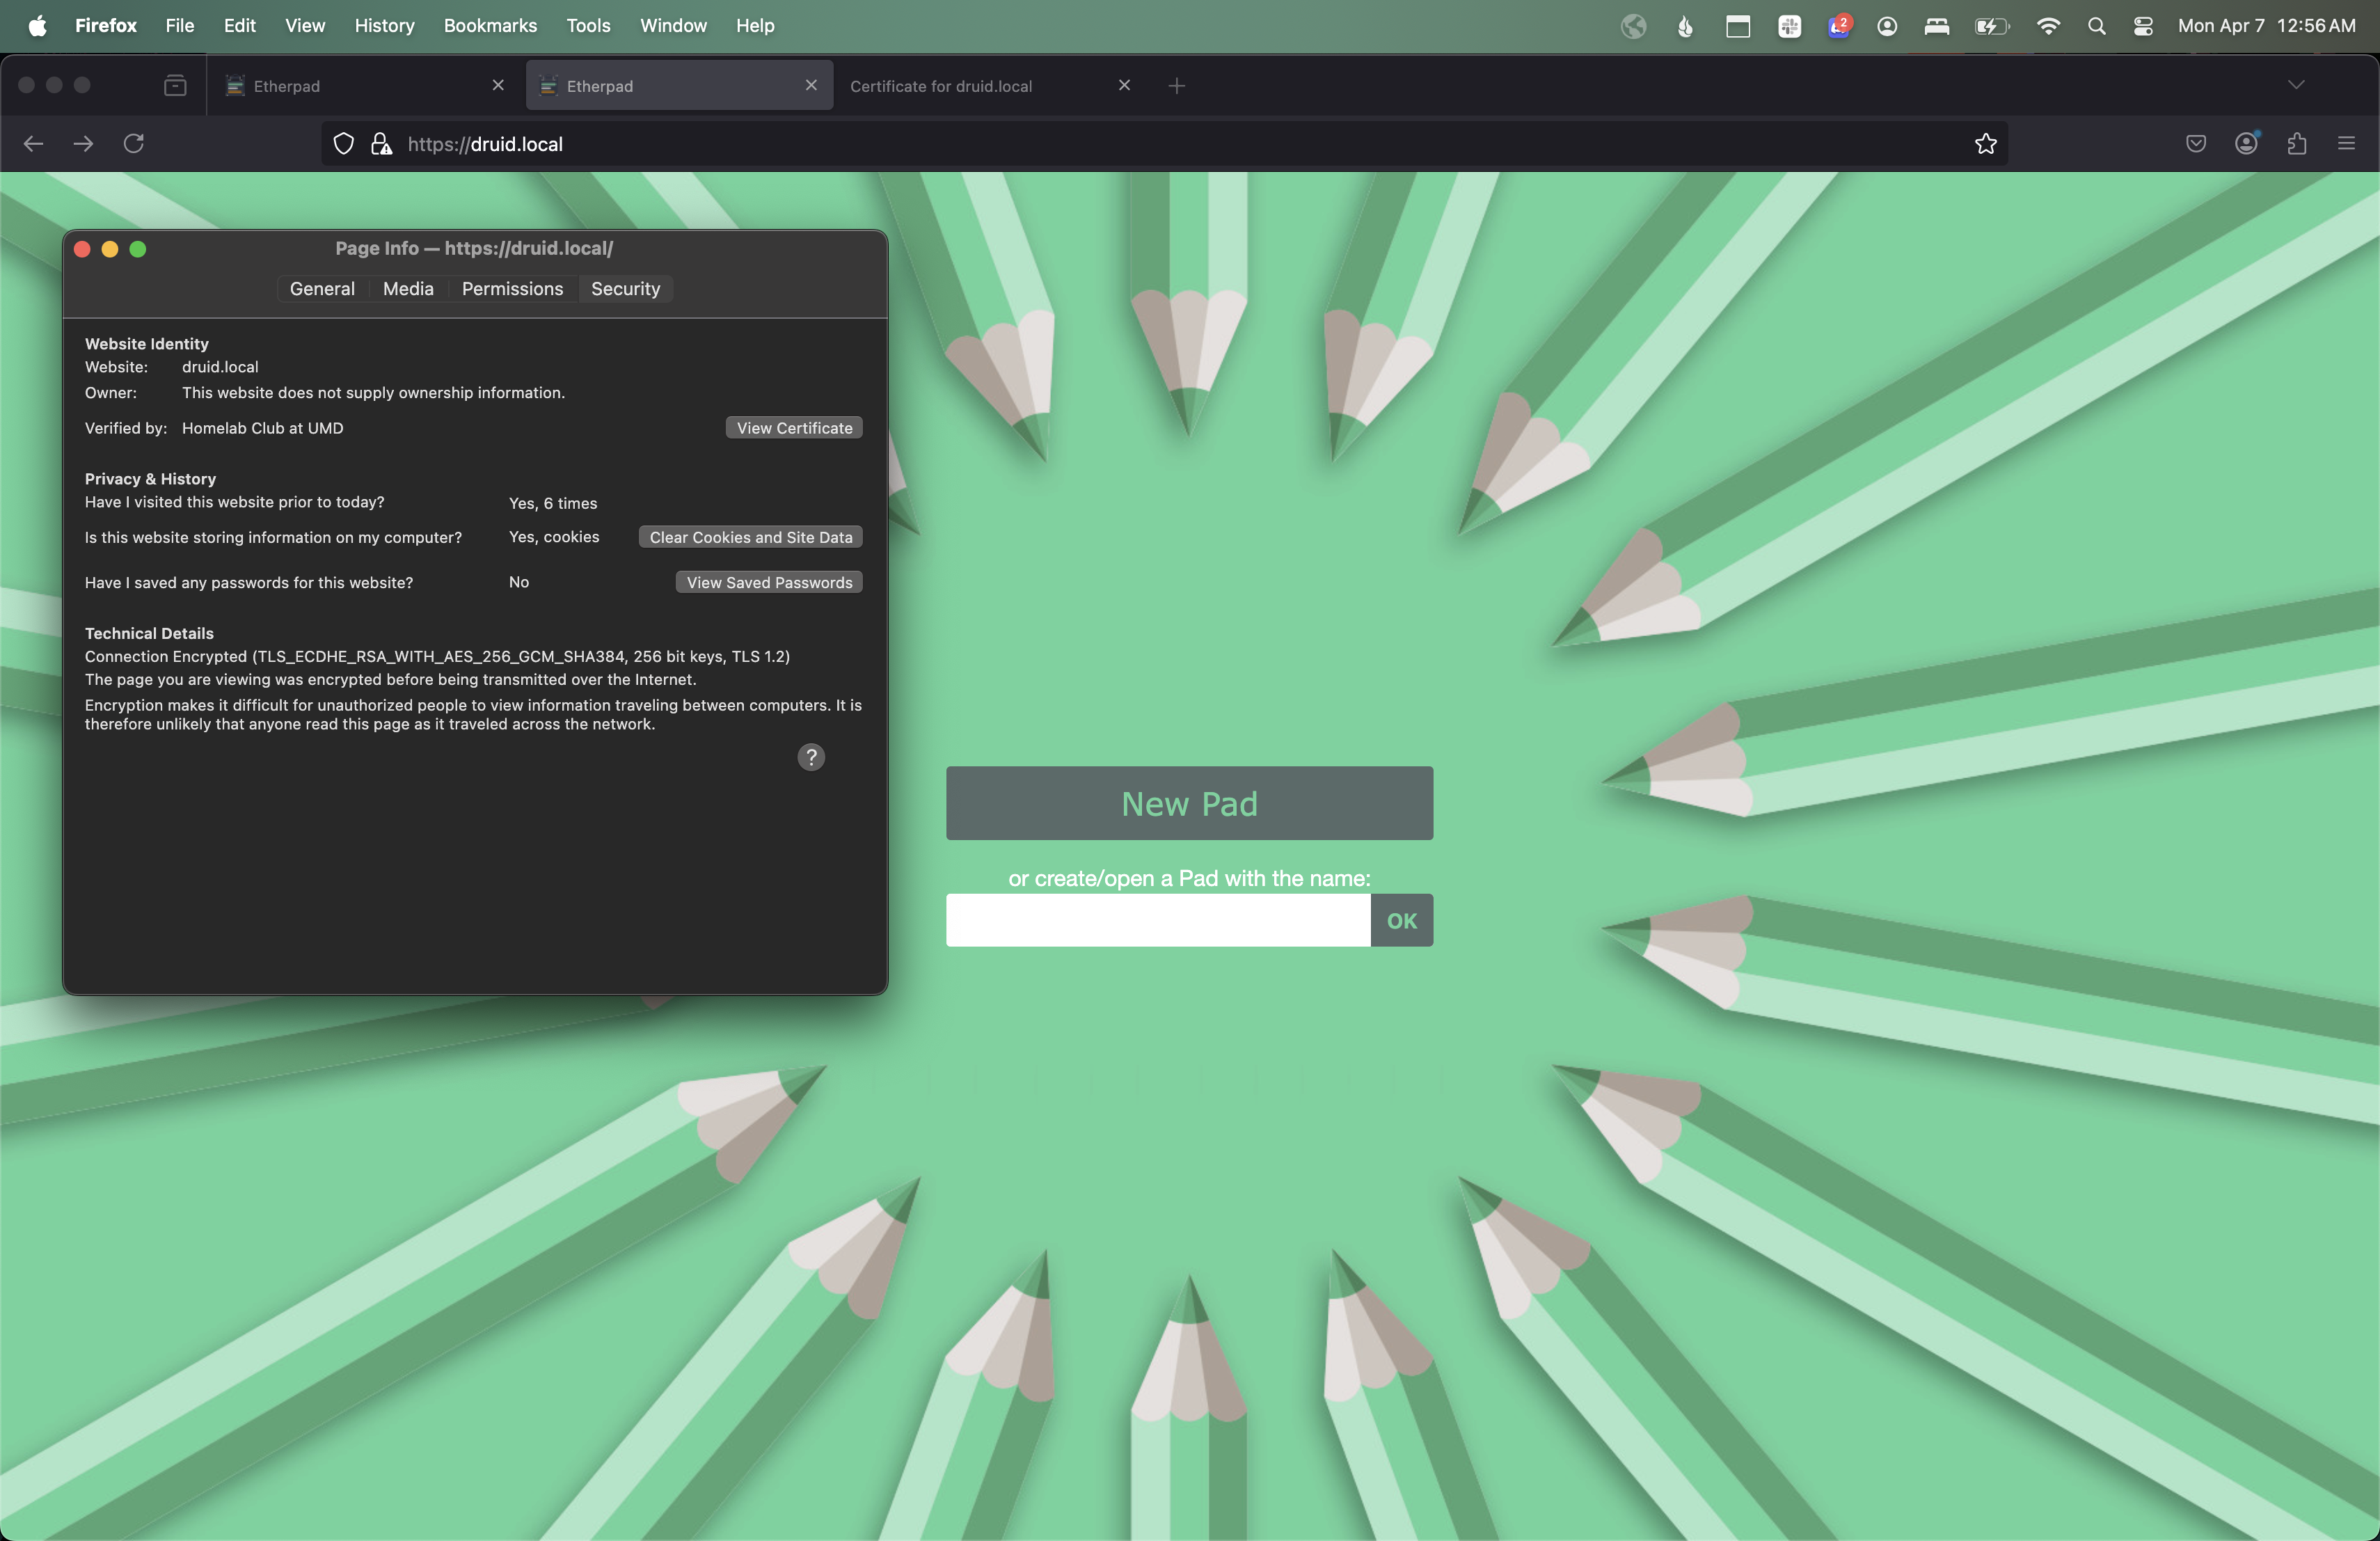 Firefox File Edit View History Bookmarks Tools Window Help 2 Mon Apr 7 12:56 AM
Etherpad Etherpad Certificate for druid.local
https://druid.local
Page Info — https://druid.local/
General Media Permissions Security
Website Identity
Website: druid.local
Owner: This website does not supply ownership information.
Verified by: Homelab Club at UMD View Certificate
Privacy & History
Have I visited this website prior to today? Yes, 6 times
Is this website storing information on my computer? Yes, cookies Clear Cookies and Site Data
Have I saved any passwords for this website? No View Saved Passwords
Technical Details
Connection Encrypted (TLS_ECDHE_RSA_WITH_AES_256_GCM_SHA384, 256 bit keys, TLS 1.2)
The page you are viewing was encrypted before being transmitted over the Internet.
Encryption makes it difficult for unauthorized people to view information traveling between computers. It is
therefore unlikely that anyone read this page as it traveled across the network.
?
New Pad
or create/open a Pad with the name:
OK